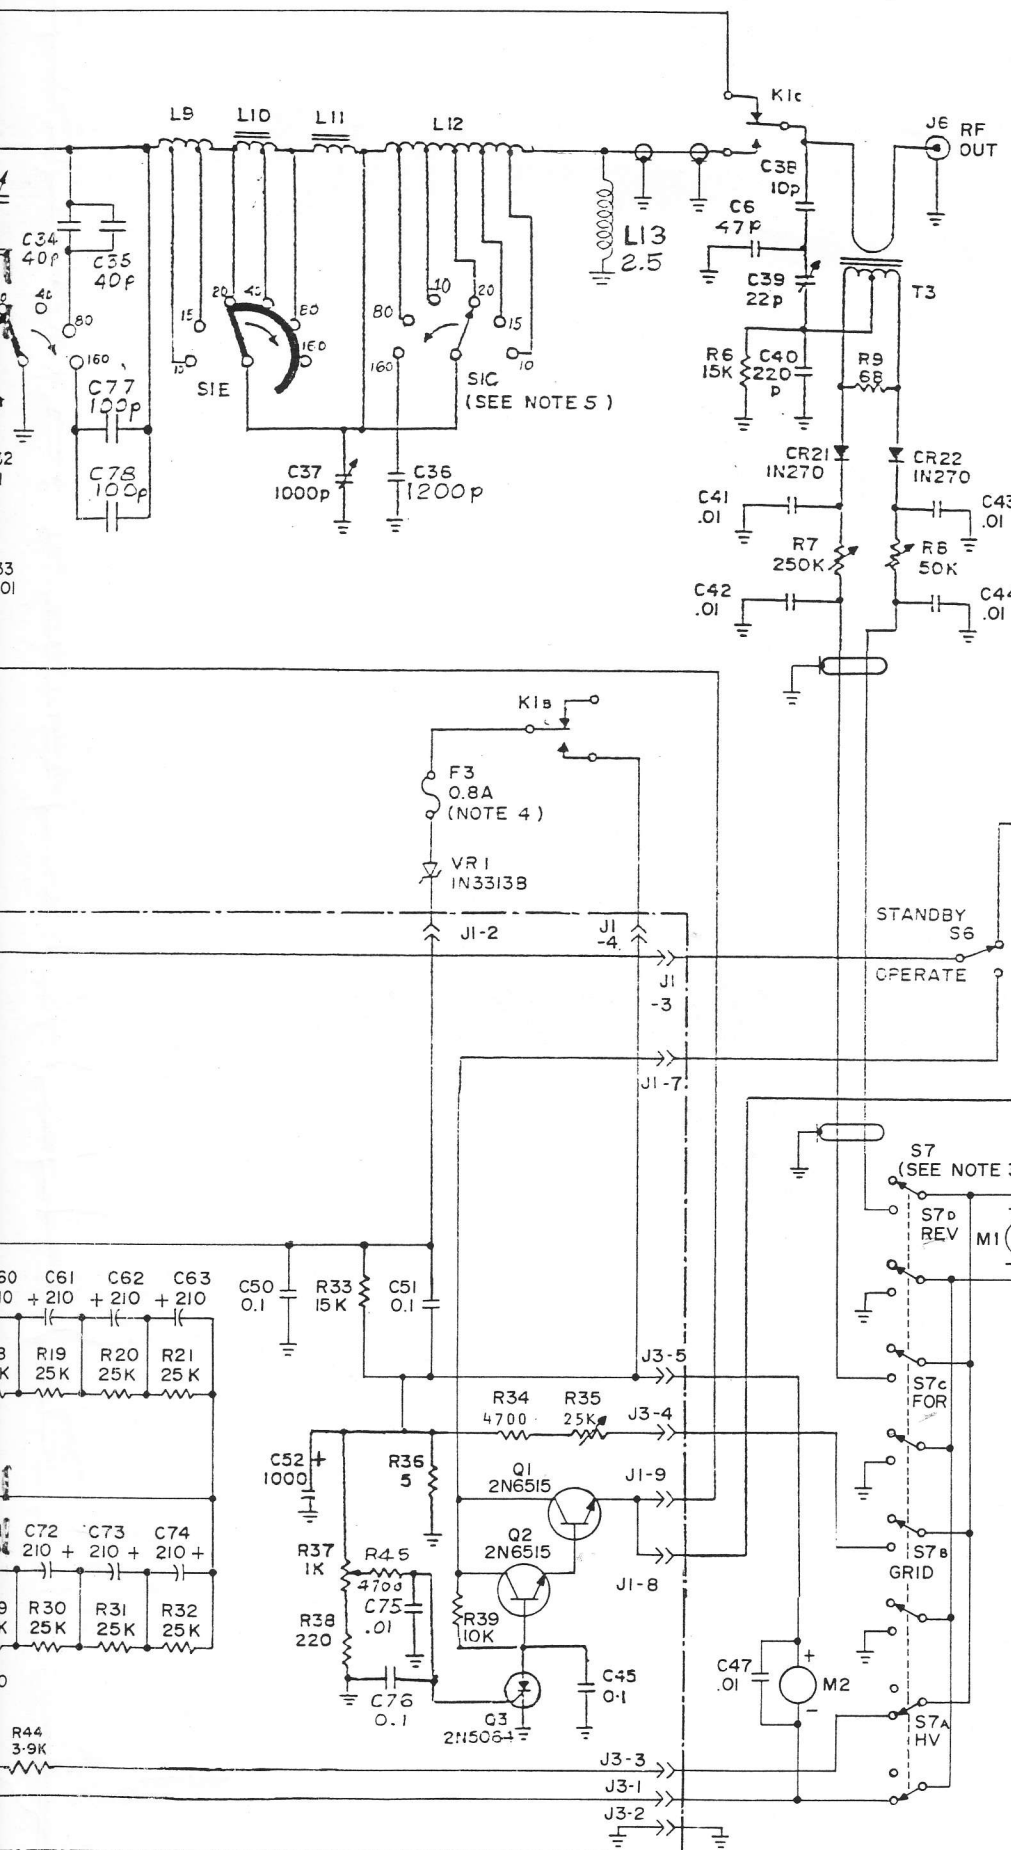 L9
L10
L11
L12
K1c
J6 RF
OUT
C38
10p
C6
47p
L13
2.5
C34
40p
C35
40p
C39
22p
T3
40
80
160
15
20
40
80
160
S1E
80
10
20
15
10
160
S1C
(SEE NOTE 5)
R6
15K
C40
220
p
R9
68
C77
100p
C78
100p
C37
1000p
C36
1200p
CR21
1N270
CR22
1N270
C41
.01
C43
.01
R7
250K
R8
50K
C42
.01
C44
.01
K1B
F3
0.8A
(NOTE 4)
VR1
1N3313B
J1-2
J1
-4
STANDBY
S6
OPERATE
J1
-3
J1-7
S7
(SEE NOTE 3
S7D
REV
M1
60
10
C61
+ 210
C62
+ 210
C63
+ 210
C50
0.1
R33
15K
C51
0.1
R19
25K
R20
25K
R21
25K
J3-5
S7C
FOR
R34
4700
R35
25K
J3-4
C52 +
1000
R36
5
Q1
2N6515
J1-9
Q2
2N6515
J1-8
S7B
GRID
C72
210 +
C73
210 +
C74
210 +
R37
1K
R45
4700
C75
.01
R30
25K
R31
25K
R32
25K
R38
220
R39
10K
C76
0.1
Q3
2N5064
C45
0.1
C47
.01
+
M2
-
S7A
HV
R44
3.9K
J3-3
J3-1
J3-2